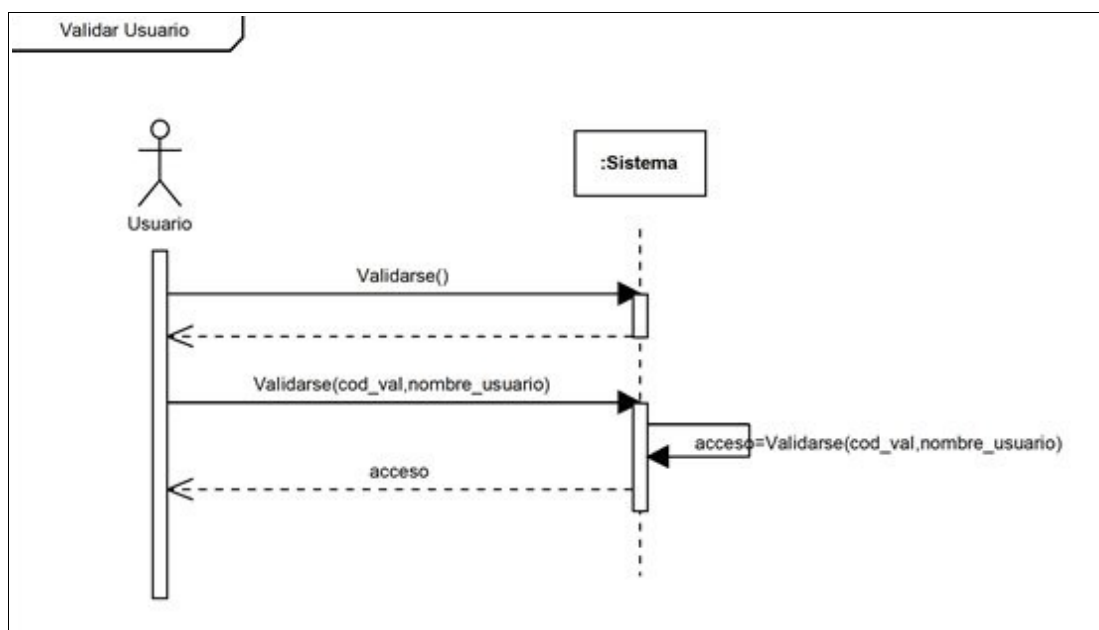 Validar Usuario
:Sistema
Usuario
Validarse()
Validarse(cod_val,nombre_usuario)
acceso=Validarse(cod_val,nombre_usuario)
acceso